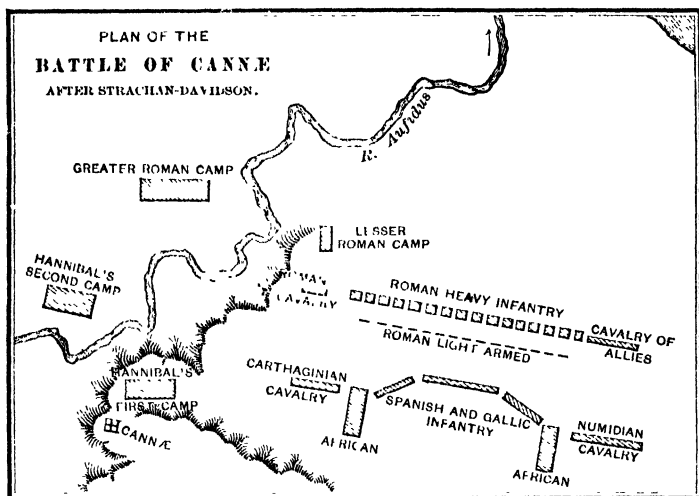 PLAN OF THE
BATTLE OF CANNÆ
AFTER STRACHAN-DAVIDSON.
R. Aufidus
GREATER ROMAN CAMP
LESSER
ROMAN CAMP
HANNIBAL'S
SECOND CAMP
CAVALRY
ROMAN HEAVY INFANTRY
CAVALRY OF
ALLIES
ROMAN LIGHT ARMED
HANNIBAL'S
FIRST CAMP
CARTHAGINIAN
CAVALRY
SPANISH AND GALLIC
INFANTRY
NUMIDIAN
CAVALRY
CANNÆ
AFRICAN
AFRICAN